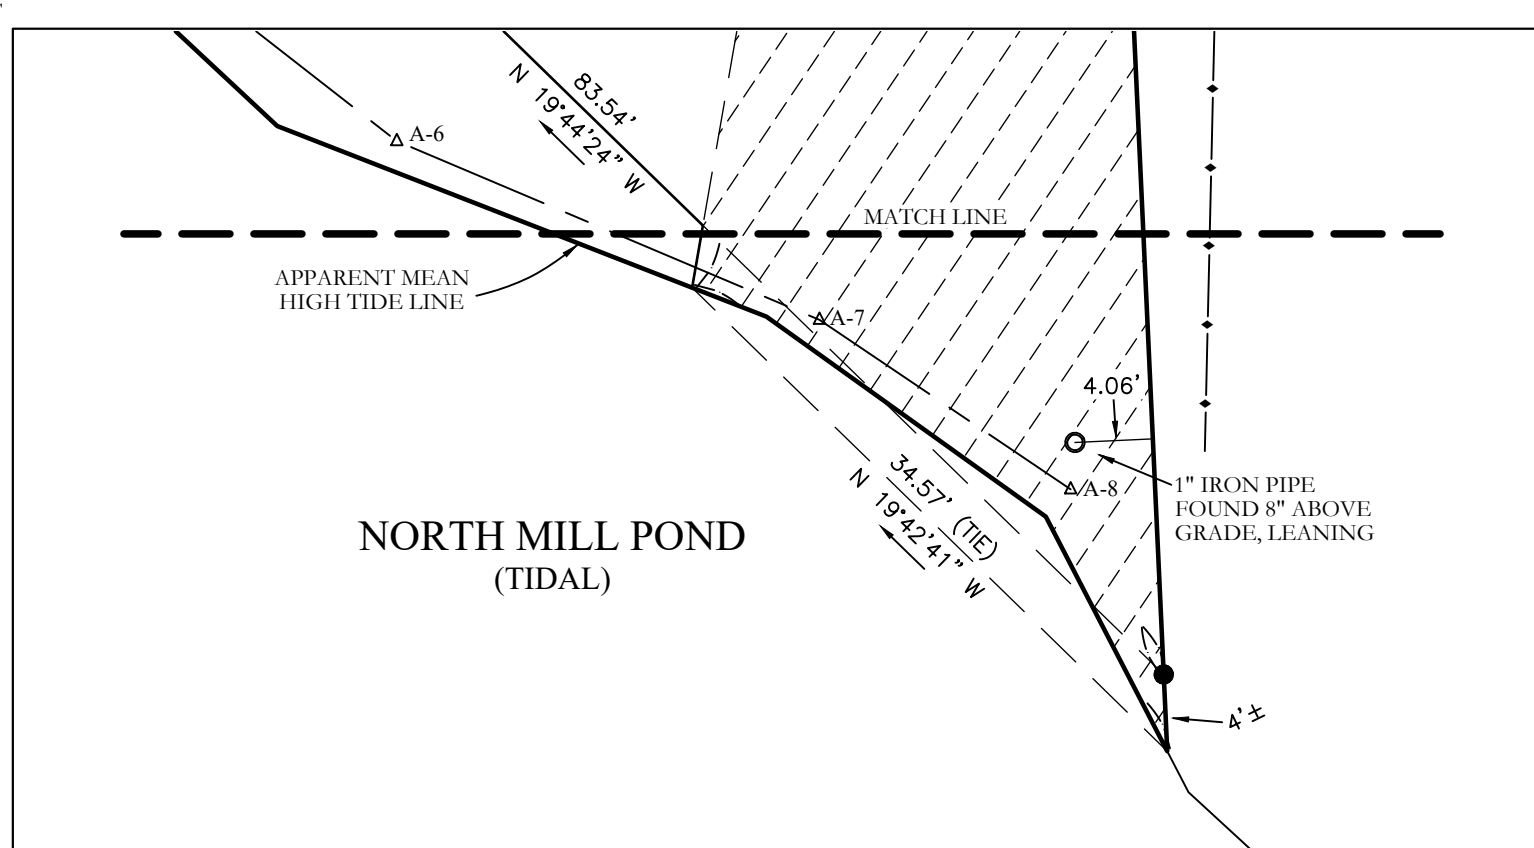 83.54'
N 19°44'24" W
A-6
MATCH LINE
APPARENT MEAN
HIGH TIDE LINE
A-7
4.06'
34.57' (TIE)
N 19°42'41" W
A-8
1" IRON PIPE
FOUND 8" ABOVE
GRADE, LEANING
NORTH MILL POND
(TIDAL)
4'±